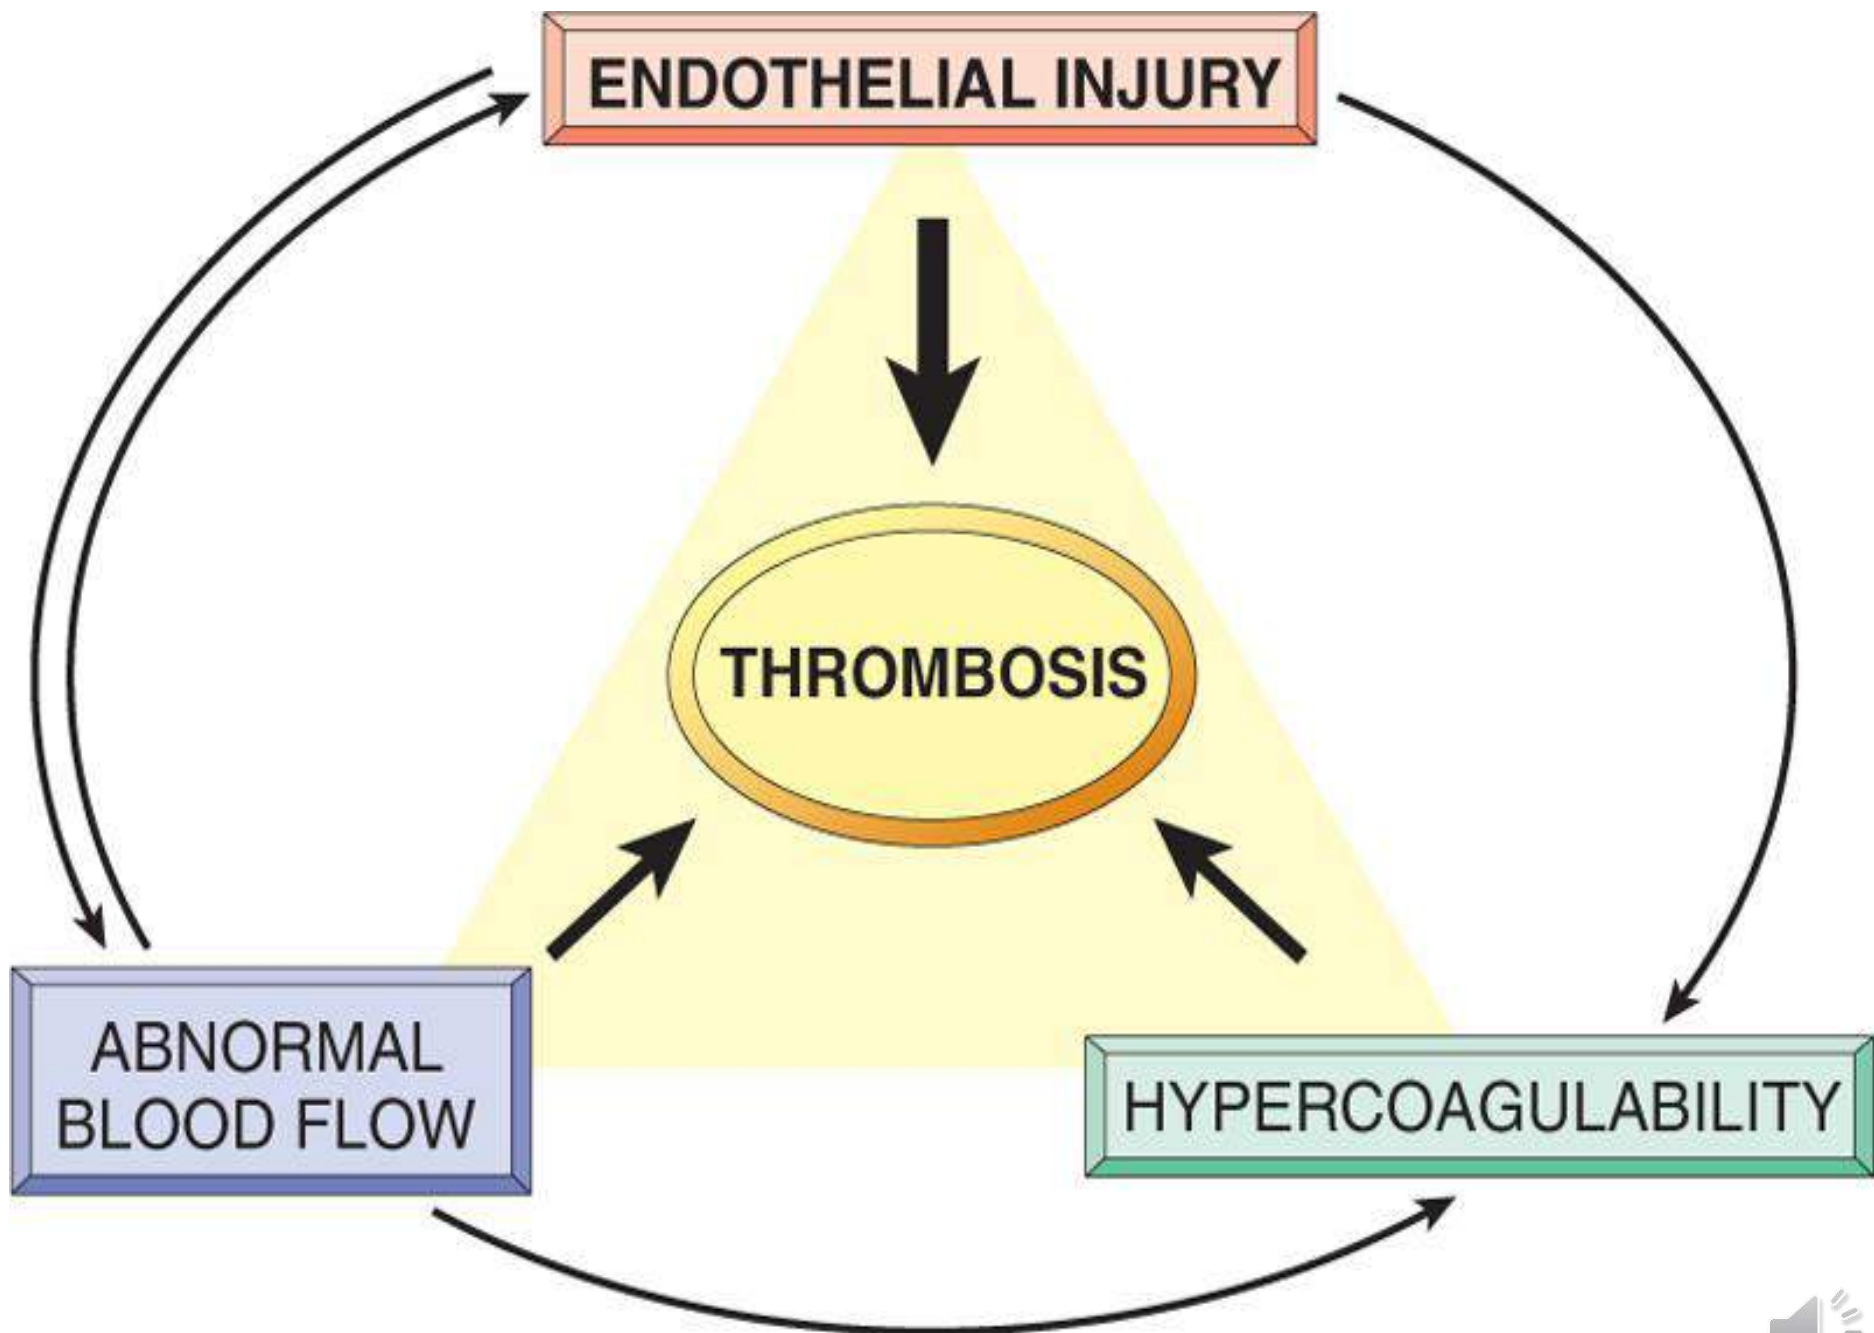 ENDOTHELIAL INJURY
THROMBOSIS
ABNORMAL
BLOOD FLOW
HYPERCOAGULABILITY